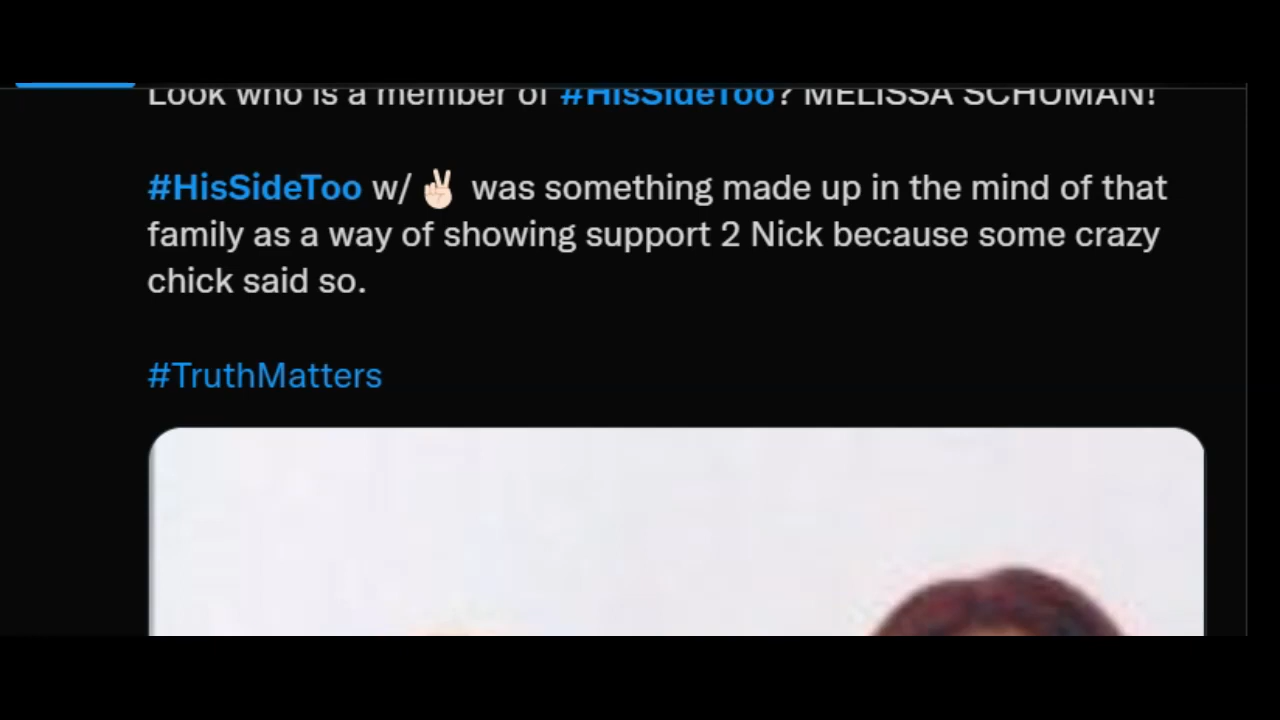 Look who is a member of #HisSideToo? MELISSA SCHUMAN!
#HisSideToo w/ ✌🏻 was something made up in the mind of that
family as a way of showing support 2 Nick because some crazy
chick said so.
#TruthMatters